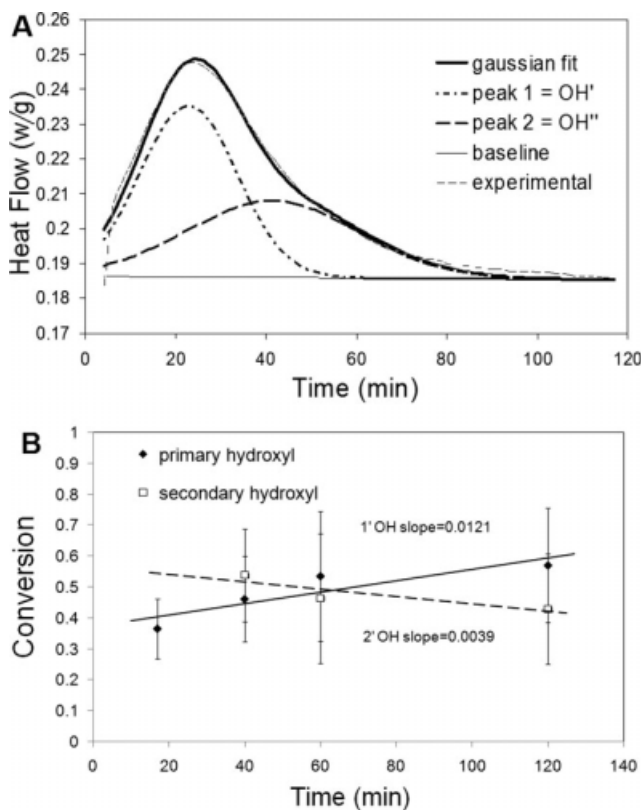 A
0.26
0.25
0.24
0.23
0.22
0.21
0.2
0.19
0.18
0.17
Heat Flow (w/g)
gaussian fit
peak 1 = OH'
peak 2 = OH"
baseline
experimental
0 20 40 60 80 100 120
Time (min)
B
1
0.9
0.8
0.7
0.6
0.5
0.4
0.3
0.2
0.1
0
Conversion
primary hydroxyl
secondary hydroxyl
1' OH slope=0.0121
2' OH slope=0.0039
0 20 40 60 80 100 120 140
Time (min)